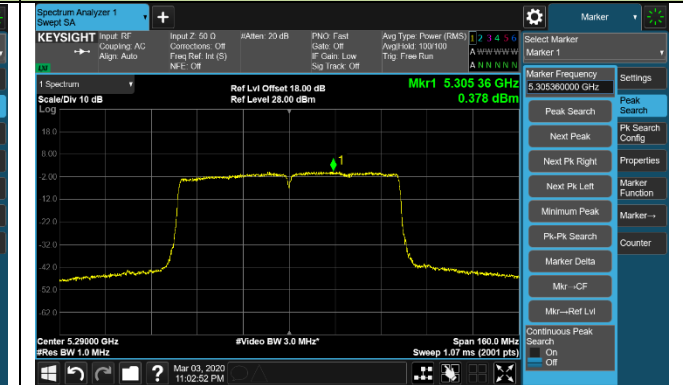 Spectrum Analyzer 1
Swept SA
+
Marker
KEYSIGHT
Input: RF
Coupling: AC
Align: Auto
Input Z: 50 Ω
Corrections: Off
Freq Ref: Int (S)
NFE: Off
#Atten: 20 dB
PNO: Fast
Gate: Off
IF Gain: Low
Sig Track: Off
Avg Type: Power (RMS)
Avg|Hold: 100/100
Trig: Free Run
1 2 3 4 5 6
A W W W W W
A N N N N N
LXI
Select Marker
Marker 1
1 Spectrum
Scale/Div 10 dB
Log
Ref Lvl Offset 18.00 dB
Ref Level 28.00 dBm
Mkr1 5.305 36 GHz
0.378 dBm
18.0
8.00
-2.00
-12.0
-22.0
-32.0
-42.0
-52.0
-62.0
1
Center 5.29000 GHz
#Res BW 1.0 MHz
#Video BW 3.0 MHz*
Span 160.0 MHz
Sweep 1.07 ms (2001 pts)
Marker Frequency
5.305360000 GHz
Peak Search
Next Peak
Next Pk Right
Next Pk Left
Minimum Peak
Pk-Pk Search
Marker Delta
Mkr→CF
Mkr→Ref Lvl
Continuous Peak
Search
On
Off
Settings
Peak
Search
Pk Search
Config
Properties
Marker
Function
Marker→
Counter
?
Mar 03, 2020
11:02:52 PM